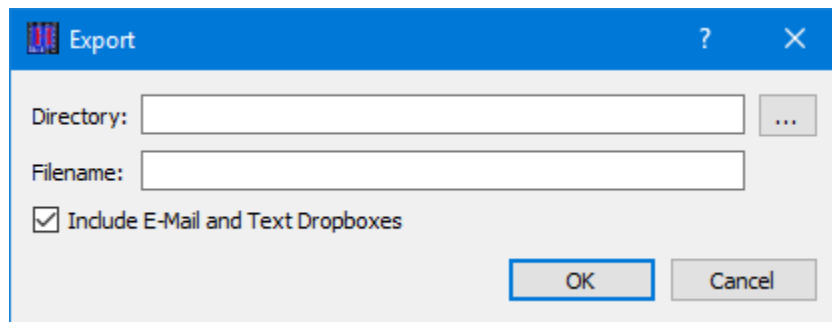 Export ?
Directory: ...
Filename:
Include E-Mail and Text Dropboxes
OK Cancel